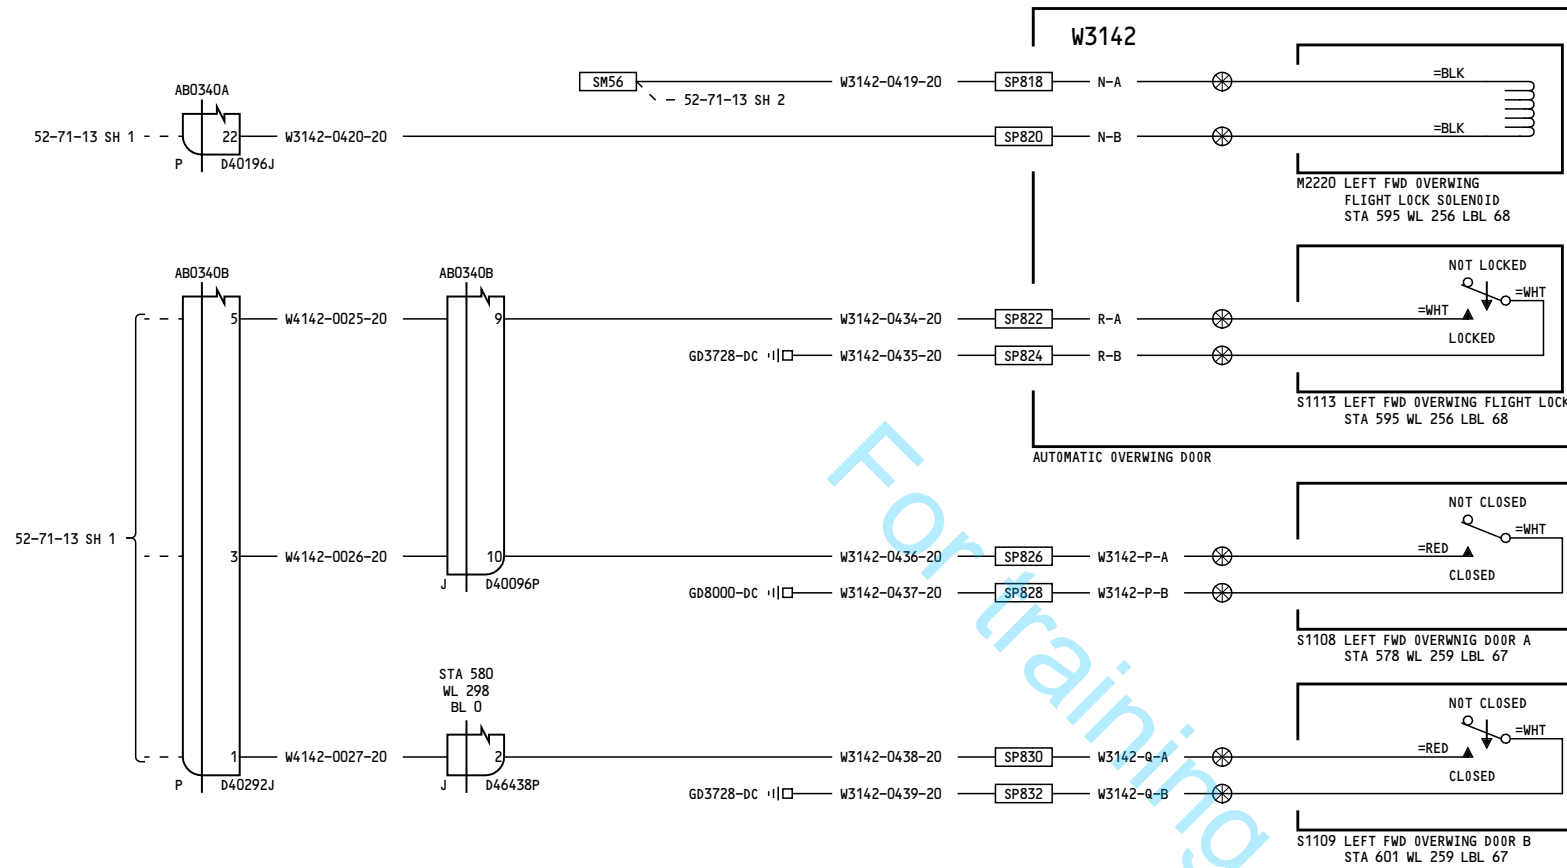 W3142
SM56
W3142-0419-20
SP818
N-A
=BLK
52-71-13 SH 2
AB0340A
52-71-13 SH 1
22
W3142-0420-20
SP820
N-B
=BLK
P
D40196J
M2220 LEFT FWD OVERWING
FLIGHT LOCK SOLENOID
STA 595 WL 256 LBL 68
AB0340B
AB0340B
NOT LOCKED
=WHT
5
W4142-0025-20
9
W3142-0434-20
SP822
R-A
=WHT
LOCKED
GD3728-DC
W3142-0435-20
SP824
R-B
S1113 LEFT FWD OVERWING FLIGHT LOCK
STA 595 WL 256 LBL 68
AUTOMATIC OVERWING DOOR
NOT CLOSED
=WHT
52-71-13 SH 1
3
W4142-0026-20
10
W3142-0436-20
SP826
W3142-P-A
=RED
CLOSED
J
D40096P
GD8000-DC
W3142-0437-20
SP828
W3142-P-B
S1108 LEFT FWD OVERWNIG DOOR A
STA 578 WL 259 LBL 67
STA 580
WL 298
BL 0
NOT CLOSED
=WHT
1
W4142-0027-20
2
W3142-0438-20
SP830
W3142-Q-A
=RED
CLOSED
P
D40292J
J
D46438P
GD3728-DC
W3142-0439-20
SP832
W3142-Q-B
S1109 LEFT FWD OVERWING DOOR B
STA 601 WL 259 LBL 67
For training